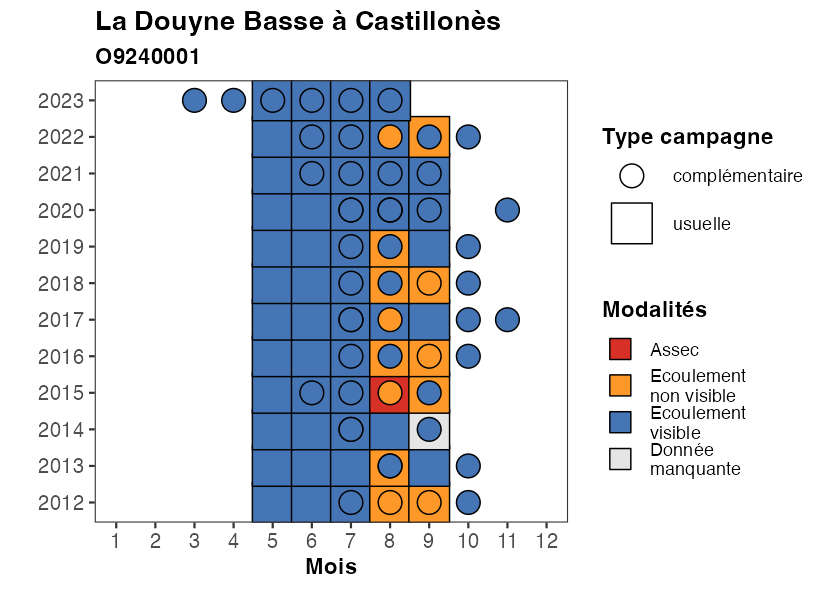 La Douyne Basse à Castillonès
O9240001
2023
2022
2021
2020
2019
2018
2017
2016
2015
2014
2013
2012
1 2 3 4 5 6 7 8 9 10 11 12
Mois
Type campagne
complémentaire
usuelle
Modalités
Assec
Ecoulement
non visible
Ecoulement
visible
Donnée
manquante